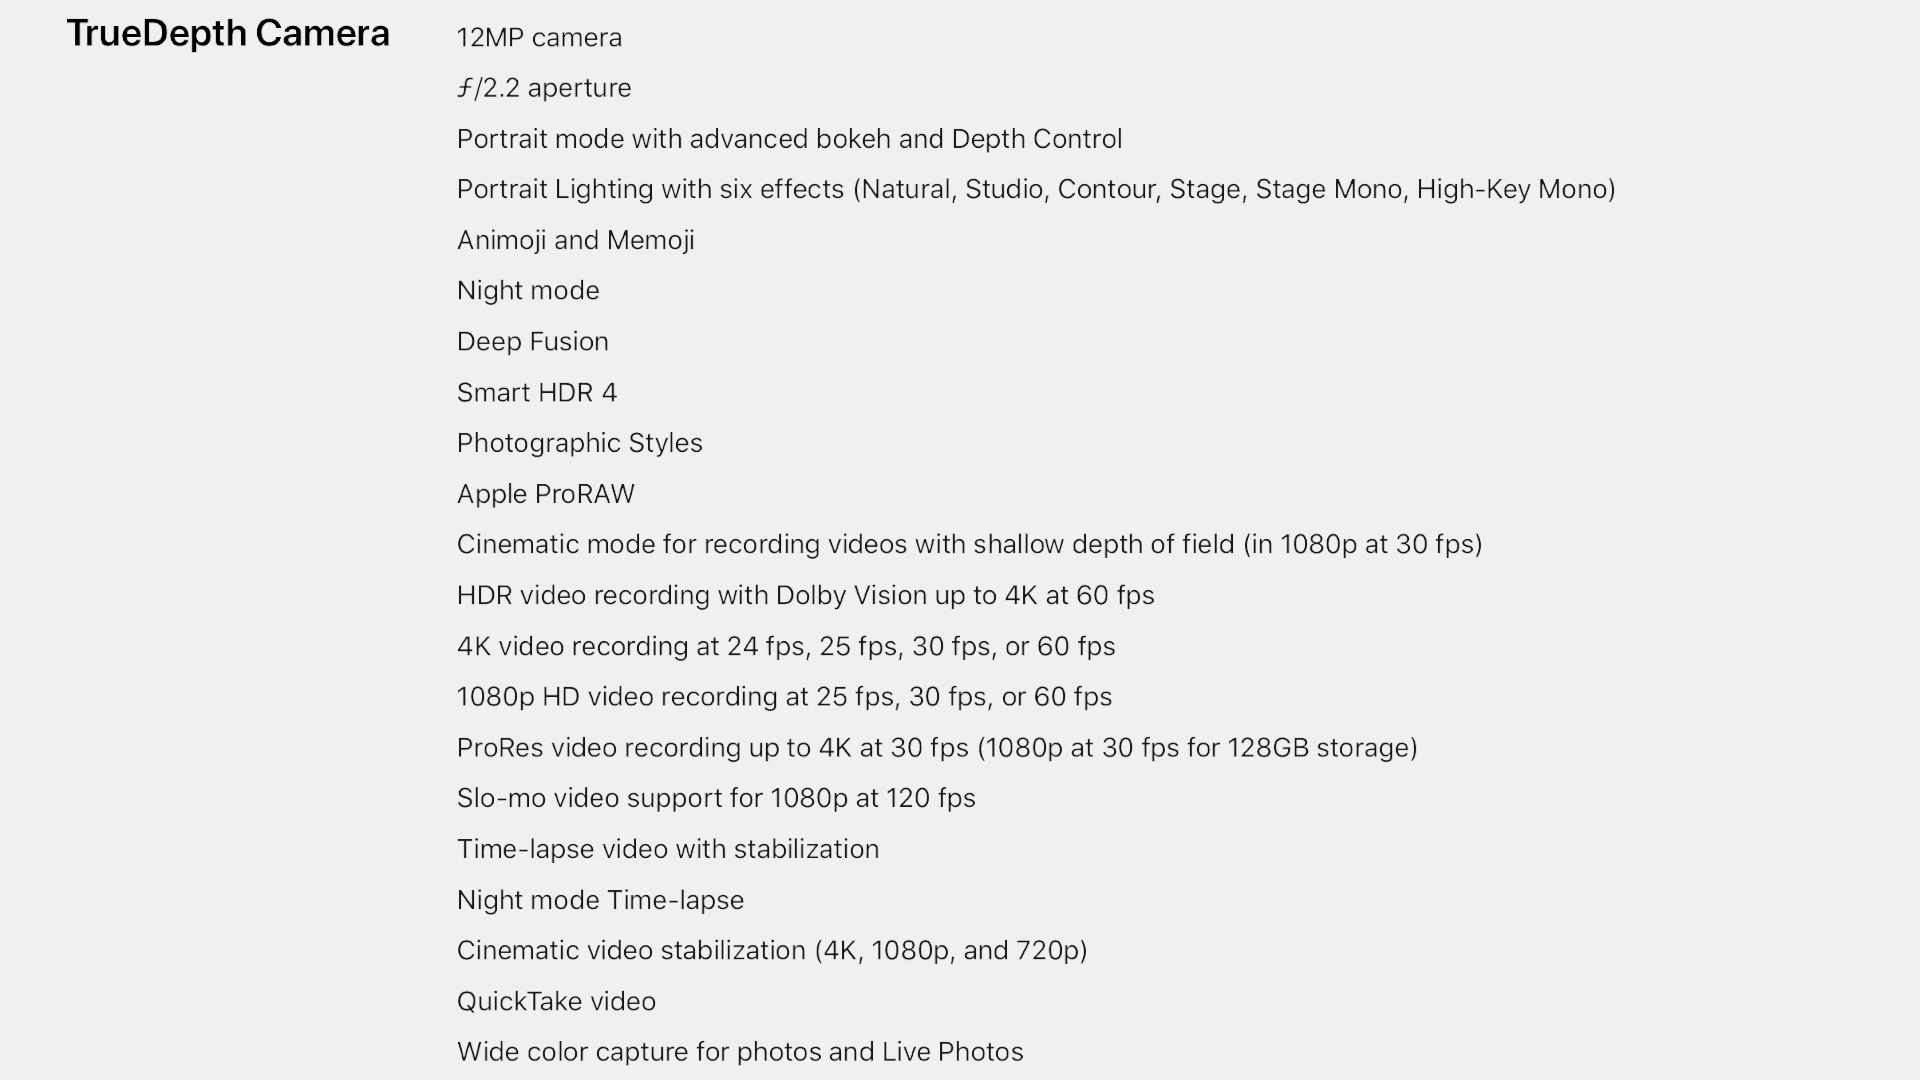 TrueDepth Camera
12MP camera
ƒ/2.2 aperture
Portrait mode with advanced bokeh and Depth Control
Portrait Lighting with six effects (Natural, Studio, Contour, Stage, Stage Mono, High-Key Mono)
Animoji and Memoji
Night mode
Deep Fusion
Smart HDR 4
Photographic Styles
Apple ProRAW
Cinematic mode for recording videos with shallow depth of field (in 1080p at 30 fps)
HDR video recording with Dolby Vision up to 4K at 60 fps
4K video recording at 24 fps, 25 fps, 30 fps, or 60 fps
1080p HD video recording at 25 fps, 30 fps, or 60 fps
ProRes video recording up to 4K at 30 fps (1080p at 30 fps for 128GB storage)
Slo-mo video support for 1080p at 120 fps
Time-lapse video with stabilization
Night mode Time-lapse
Cinematic video stabilization (4K, 1080p, and 720p)
QuickTake video
Wide color capture for photos and Live Photos